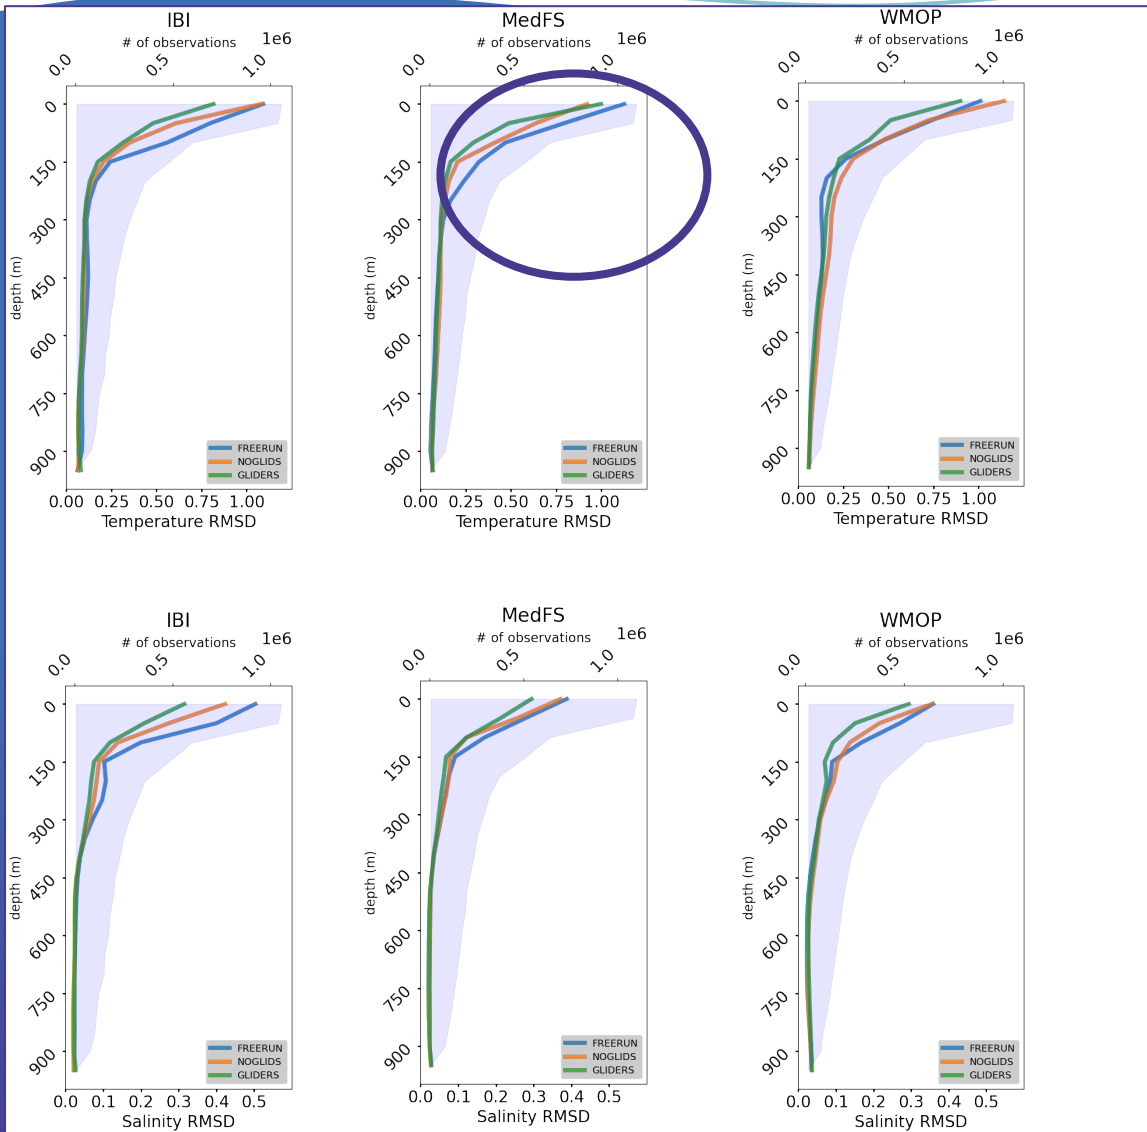 IBI
# of observations
1e6
0.0 0.5 1.0
0
150
300
450
600
750
900
depth (m)
FREERUN
NOGLIDS
GLIDERS
0.00 0.25 0.50 0.75 1.00
Temperature RMSD
MedFS
# of observations
1e6
0.0 0.5 1.0
0
150
300
450
600
750
900
depth (m)
FREERUN
NOGLIDS
GLIDERS
0.00 0.25 0.50 0.75 1.00
Temperature RMSD
WMOP
# of observations
1e6
0.0 0.5 1.0
0
150
300
450
600
750
900
depth (m)
FREERUN
NOGLIDS
GLIDERS
0.00 0.25 0.50 0.75 1.00
Temperature RMSD
IBI
# of observations
1e6
0.0 0.5 1.0
0
150
300
450
600
750
900
depth (m)
FREERUN
NOGLIDS
GLIDERS
0.0 0.1 0.2 0.3 0.4 0.5
Salinity RMSD
MedFS
# of observations
1e6
0.0 0.5 1.0
0
150
300
450
600
750
900
depth (m)
FREERUN
NOGLIDS
GLIDERS
0.0 0.1 0.2 0.3 0.4 0.5
Salinity RMSD
WMOP
# of observations
1e6
0.0 0.5 1.0
0
150
300
450
600
750
900
depth (m)
FREERUN
NOGLIDS
GLIDERS
0.0 0.1 0.2 0.3 0.4 0.5
Salinity RMSD